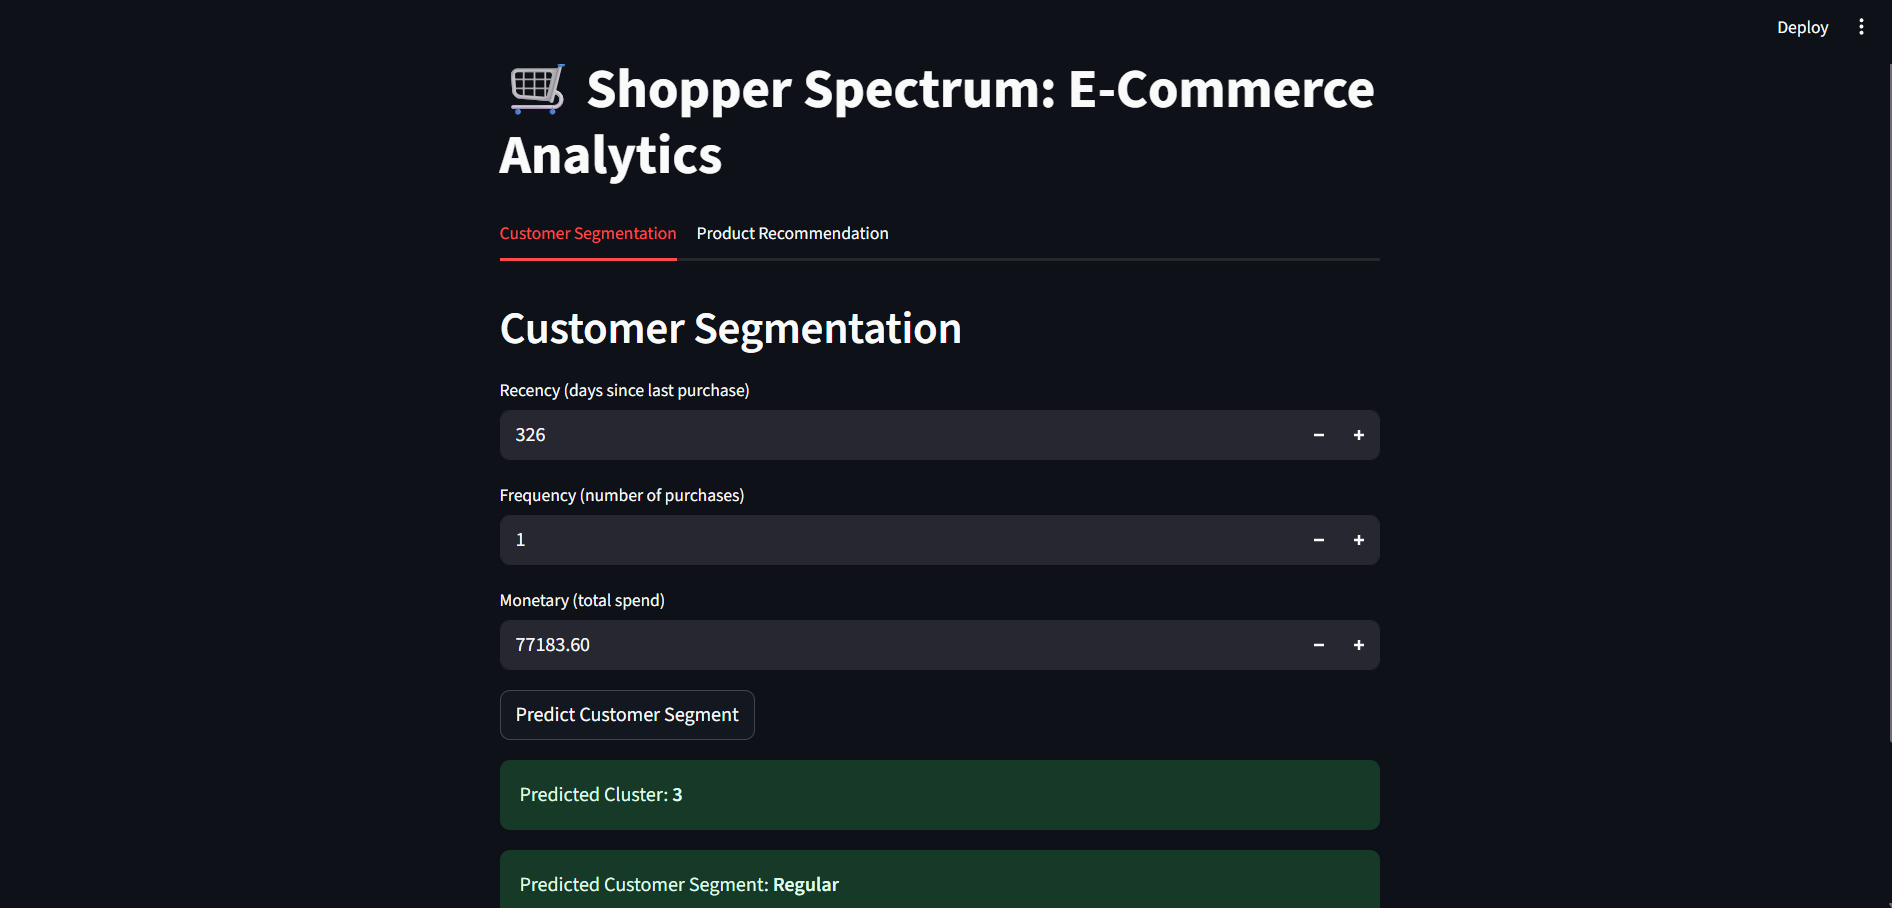 Deploy
Shopper Spectrum: E-Commerce
Analytics
Customer Segmentation Product Recommendation
Customer Segmentation
Recency (days since last purchase)
326
Frequency (number of purchases)
1
Monetary (total spend)
77183.60
Predict Customer Segment
Predicted Cluster: 3
Predicted Customer Segment: Regular